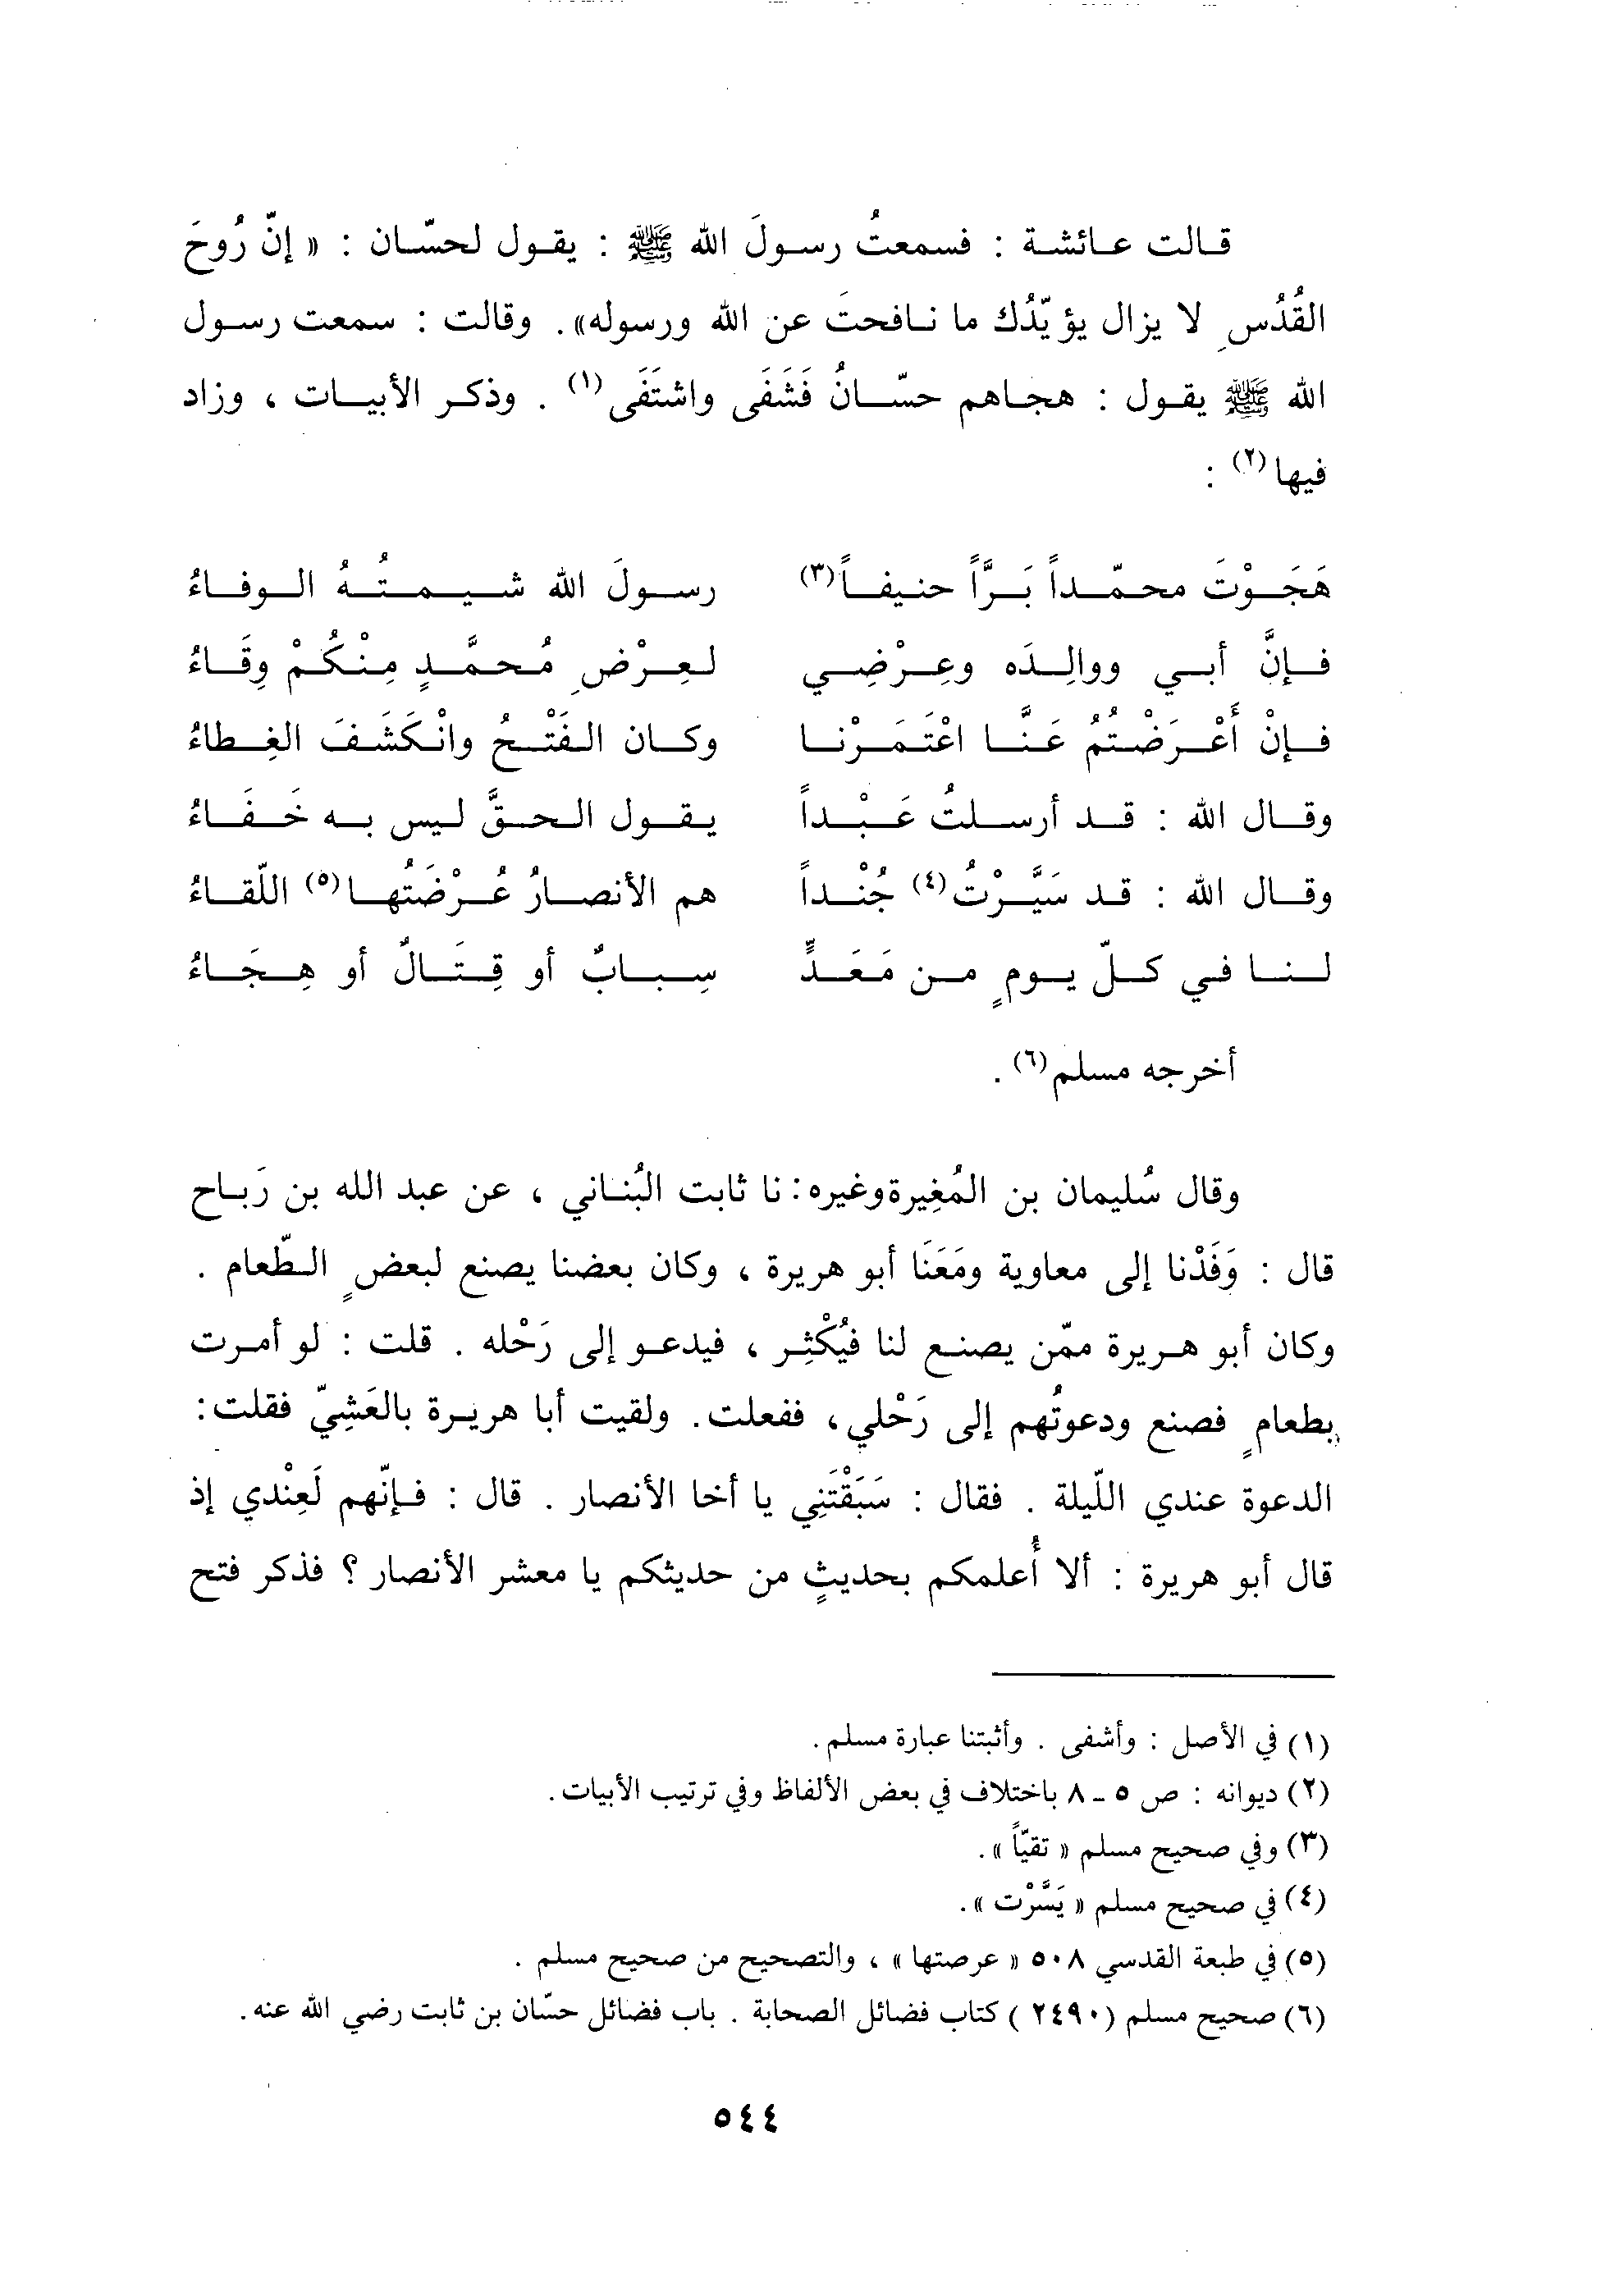 قالت عائشة : فسمعتُ رسولَ الله ﷺ : يقول لحسّان : « إنّ رُوحَ
القُدُسِ لا يزال يؤيّدُك ما نافحتَ عن الله ورسوله». وقالت : سمعت رسول
الله ﷺ يقول : هجاهم حسّانُ فَشَفَى واشتَفَى (١) . وذكر الأبيات ، وزاد
فيها (٢) :
هَجَوْتَ محمّداً بَرّاً حنيفاً (٣) رسولَ الله شيمتُهُ الوفاءُ
فإنَّ أبي ووالِدَه وعِرْضِي لعِرْضِ مُحمَّدٍ مِنْكُمْ وِقَاءُ
فإنْ أَعْرَضْتُمُ عَنَّا اعْتَمَرْنا وكان الفَتْحُ وانْكَشَفَ الغِطاءُ
وقال الله : قد أرسلتُ عَبْداً يقول الحقَّ ليس به خَفَاءُ
وقال الله : قد سَيَّرْتُ (٤) جُنْداً هم الأنصارُ عُرْضَتُها (٥) اللّقاءُ
لنا في كلّ يومٍ من مَعَدٍّ سِبابٌ أو قِتَالٌ أو هِجَاءُ
أخرجه مسلم (٦) .
وقال سُليمان بن المُغِيرة وغيره: نا ثابت البُناني ، عن عبد الله بن رَباح
قال : وَفَدْنا إلى معاوية ومَعَنَا أبو هريرة ، وكان بعضنا يصنع لبعضٍ الطّعام .
وكان أبو هريرة ممّن يصنع لنا فيُكْثِر ، فيدعو إلى رَحْله . قلت : لو أمرت
بطعامٍ فصنع ودعوتُهم إلى رَحْلي، ففعلت. ولقيت أبا هريرة بالعَشِيّ فقلت:
الدعوة عندي اللّيلة . فقال : سَبَقْتَنِي يا أخا الأنصار . قال : فإنّهم لَعِنْدي إذ
قال أبو هريرة : ألا أُعلمكم بحديثٍ من حديثكم يا معشر الأنصار ؟ فذكر فتح
(١) في الأصل : وأشفى . وأثبتنا عبارة مسلم.
(٢) ديوانه : ص ٥ - ٨ باختلاف في بعض الألفاظ وفي ترتيب الأبيات.
(٣) وفي صحيح مسلم « تقيّاً ».
(٤) في صحيح مسلم « يَسَّرْت ».
(٥) في طبعة القدسي ٥٠٨ « عرصتها » ، والتصحيح من صحيح مسلم .
(٦) صحيح مسلم (٢٤٩٠ ) كتاب فضائل الصحابة . باب فضائل حسّان بن ثابت رضي الله عنه.
٥٤٤